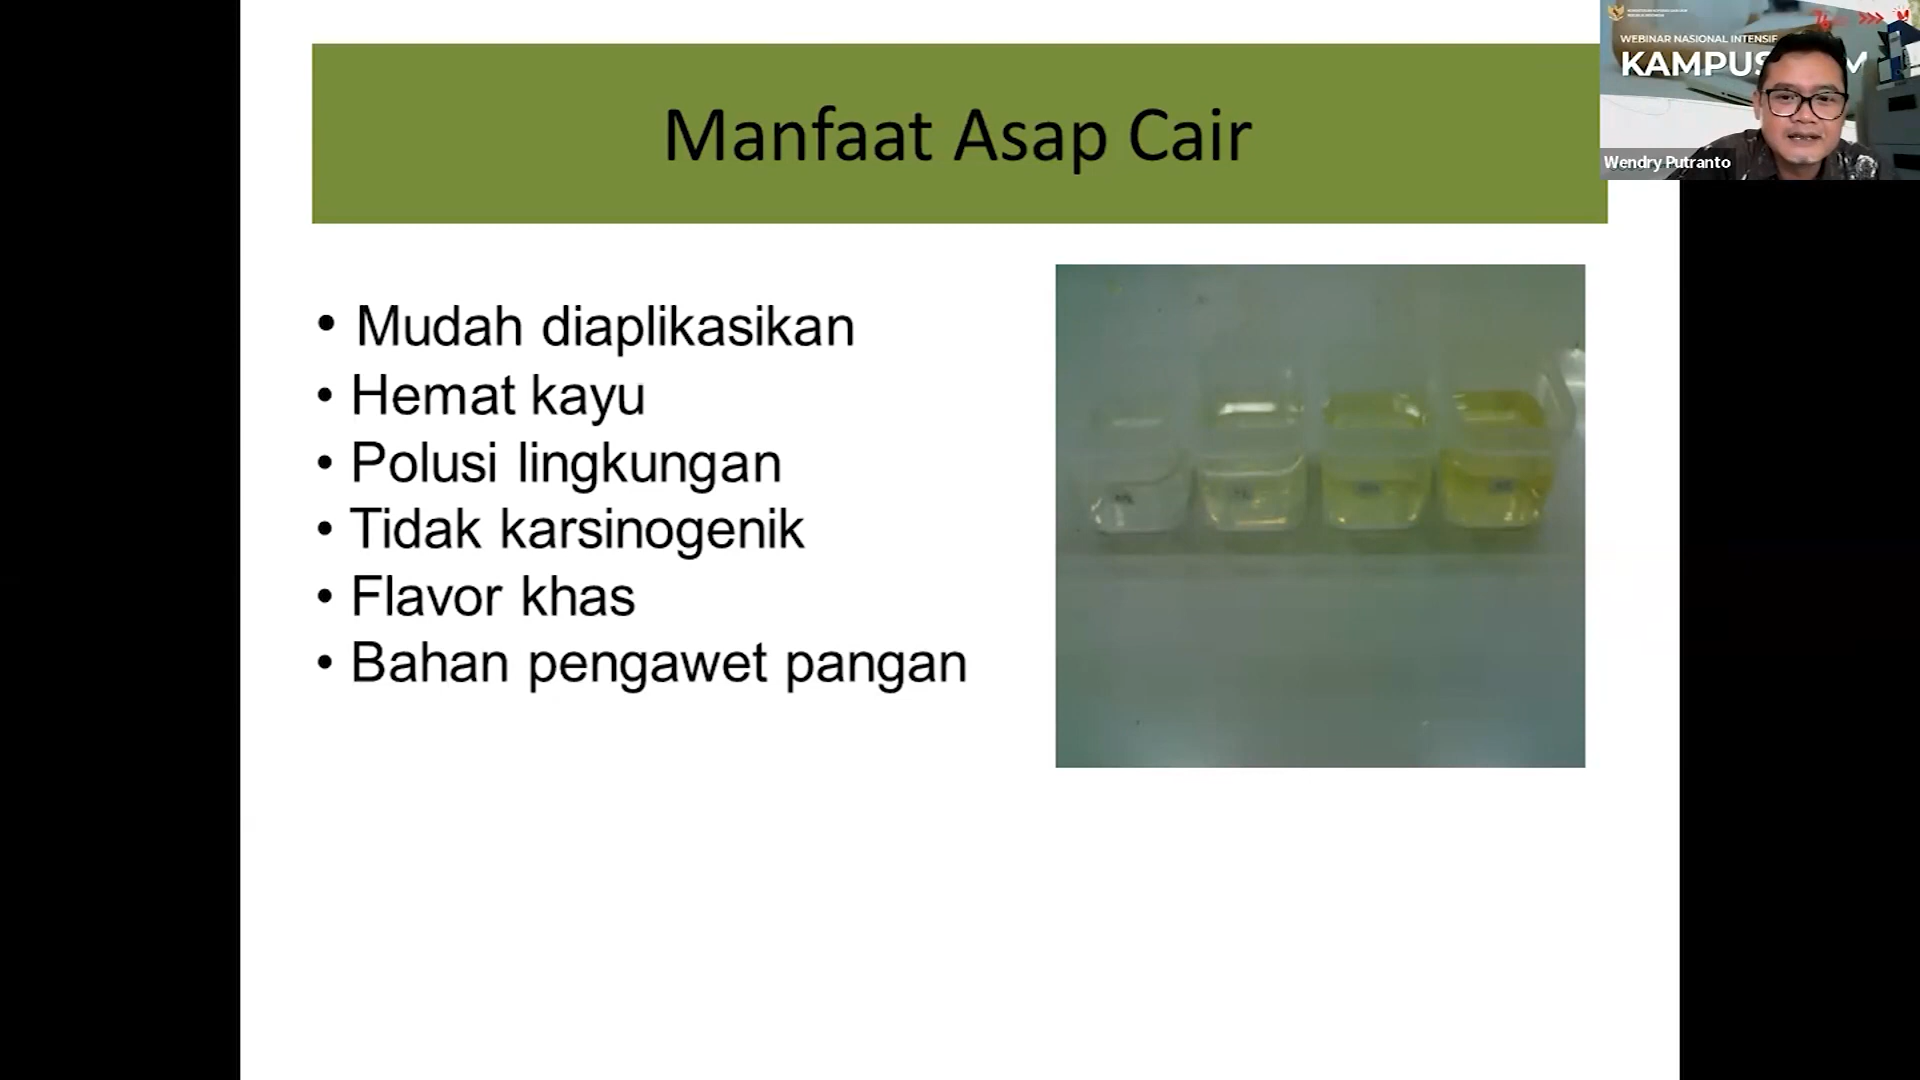 Manfaat Asap Cair
• Mudah diaplikasikan
• Hemat kayu
• Polusi lingkungan
• Tidak karsinogenik
• Flavor khas
• Bahan pengawet pangan
WEBINAR NASIONAL INTENSIF
Wendry Putranto